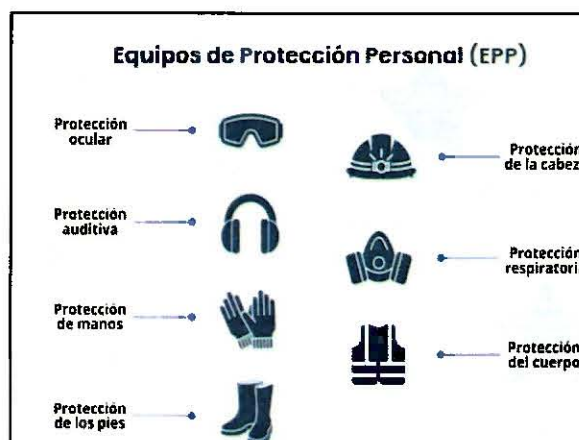 Equipos de Protección Personal (EPP)
Protección
ocular
Protección
de la cabez
Protección
auditiva
Protección
respiratori
Protección
de manos
Protección
del cuerpo
Protección
de los pies